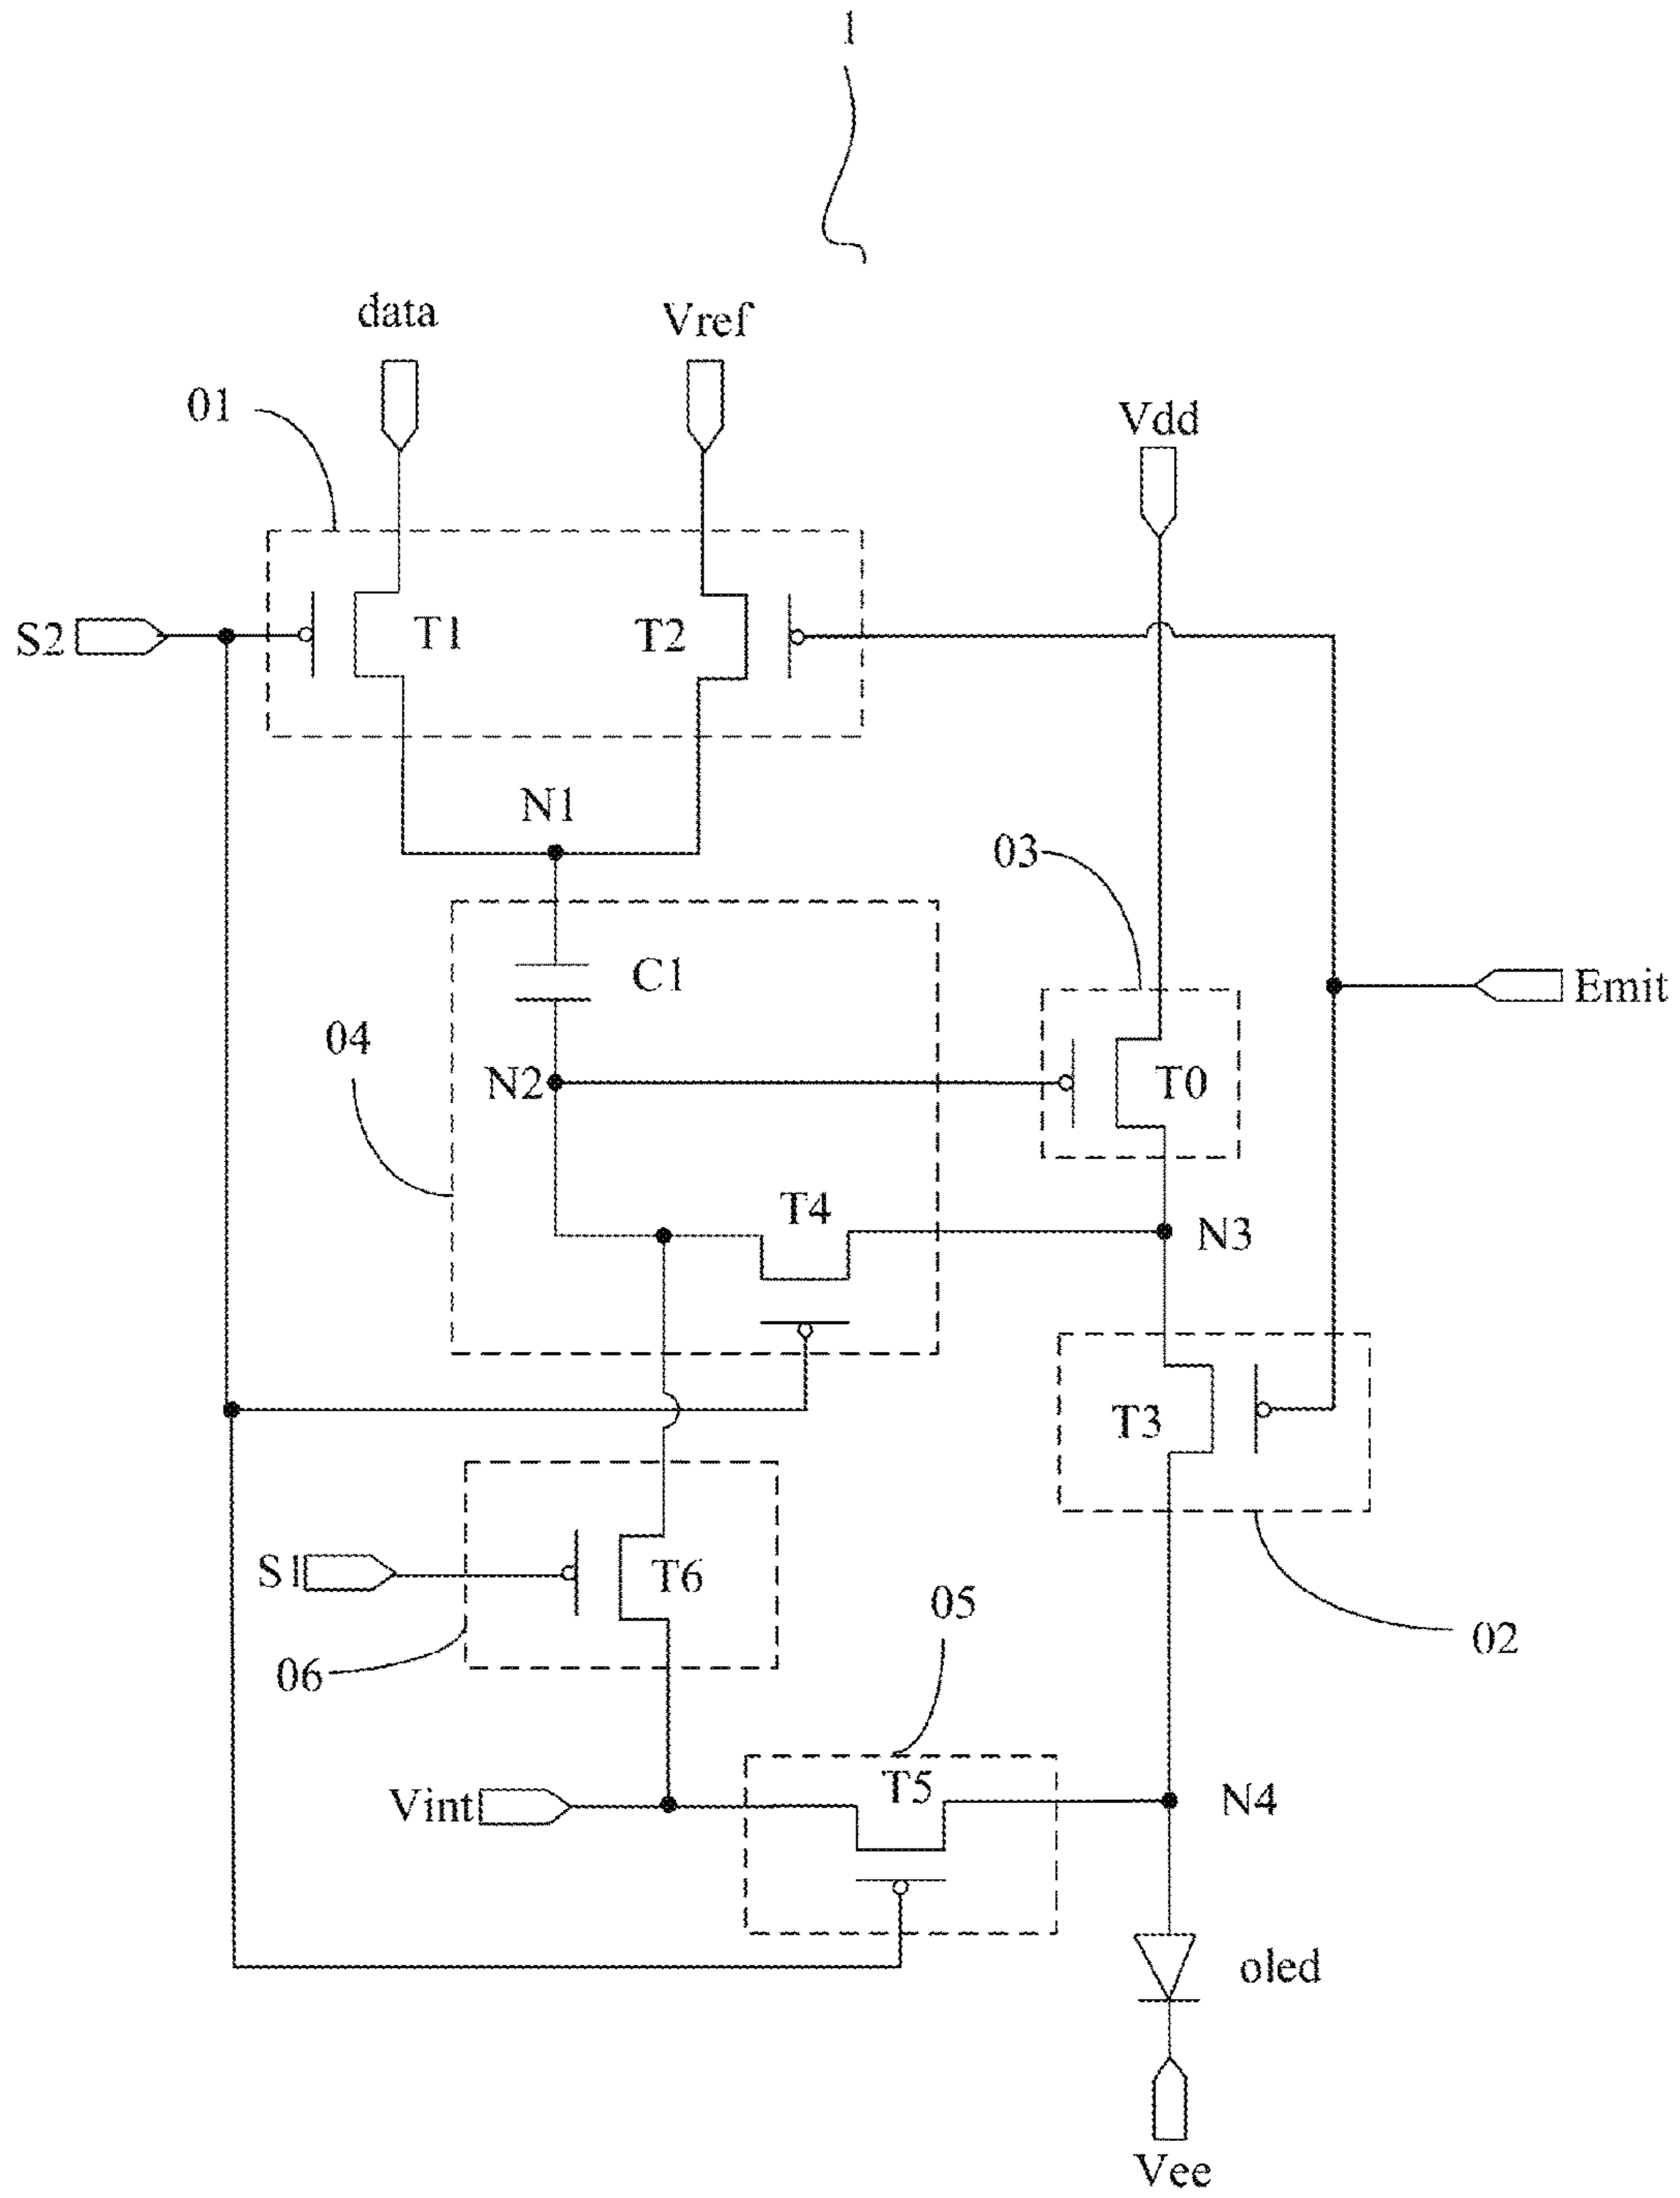 1
data
Vref
01
Vdd
S2
T1
T2
N1
03
C1
Emit
04
N2
T0
T4
N3
T3
S1
T6
05
02
06
T5
Vint
N4
oled
Vee